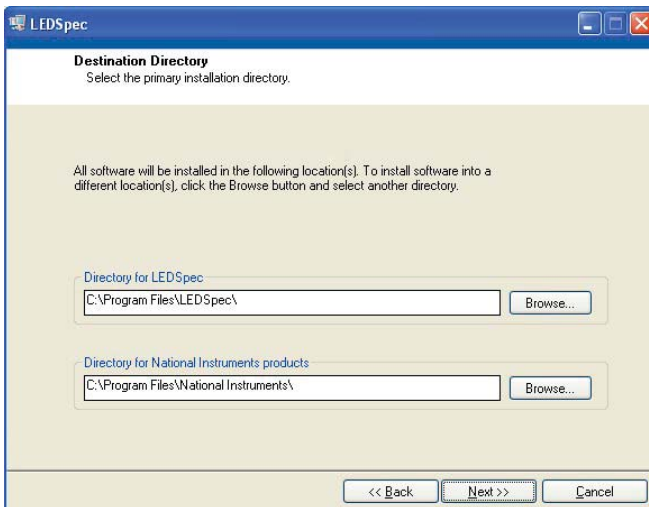 LEDSpec
Destination Directory
Select the primary installation directory.
All software will be installed in the following location(s). To install software into a
different location(s), click the Browse button and select another directory.
Directory for LEDSpec
C:\Program Files\LEDSpec\
Browse...
Directory for National Instruments products
C:\Program Files\National Instruments\
Browse...
<< Back
Next >>
Cancel